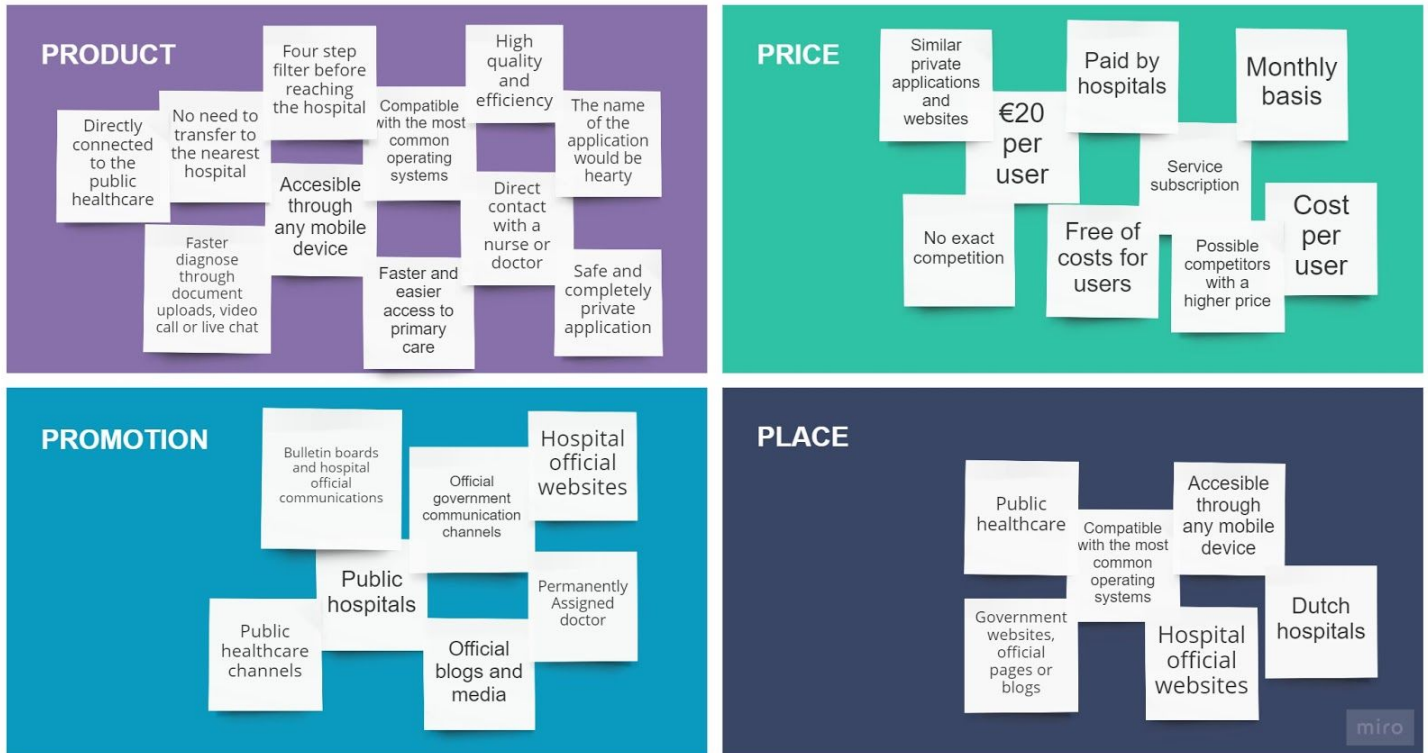 PRODUCT
Four step
filter before
reaching
the hospital
High
quality
and
efficiency
Directly
connected
to the
public
healthcare
No need to
transfer to
the nearest
hospital
Compatible
with the most
common
operating
systems
The name
of the
application
would be
hearty
Accesible
through
any mobile
device
Direct
contact
with a
nurse or
doctor
Faster
diagnose
through
document
uploads, video
call or live chat
Faster and
easier
access to
primary
care
Safe and
completely
private
application
PRICE
Similar
private
applications
and
websites
Paid by
hospitals
Monthly
basis
€20
per
user
Service
subscription
No exact
competition
Free of
costs for
users
Possible
competitors
with a
higher price
Cost
per
user
PROMOTION
Bulletin boards
and hospital
official
communications
Official
government
communication
channels
Hospital
official
websites
Public
hospitals
Permanently
Assigned
doctor
Public
healthcare
channels
Official
blogs and
media
PLACE
Public
healthcare
Compatible
with the most
common
operating
systems
Accesible
through
any mobile
device
Government
websites,
official
pages or
blogs
Hospital
official
websites
Dutch
hospitals
miro